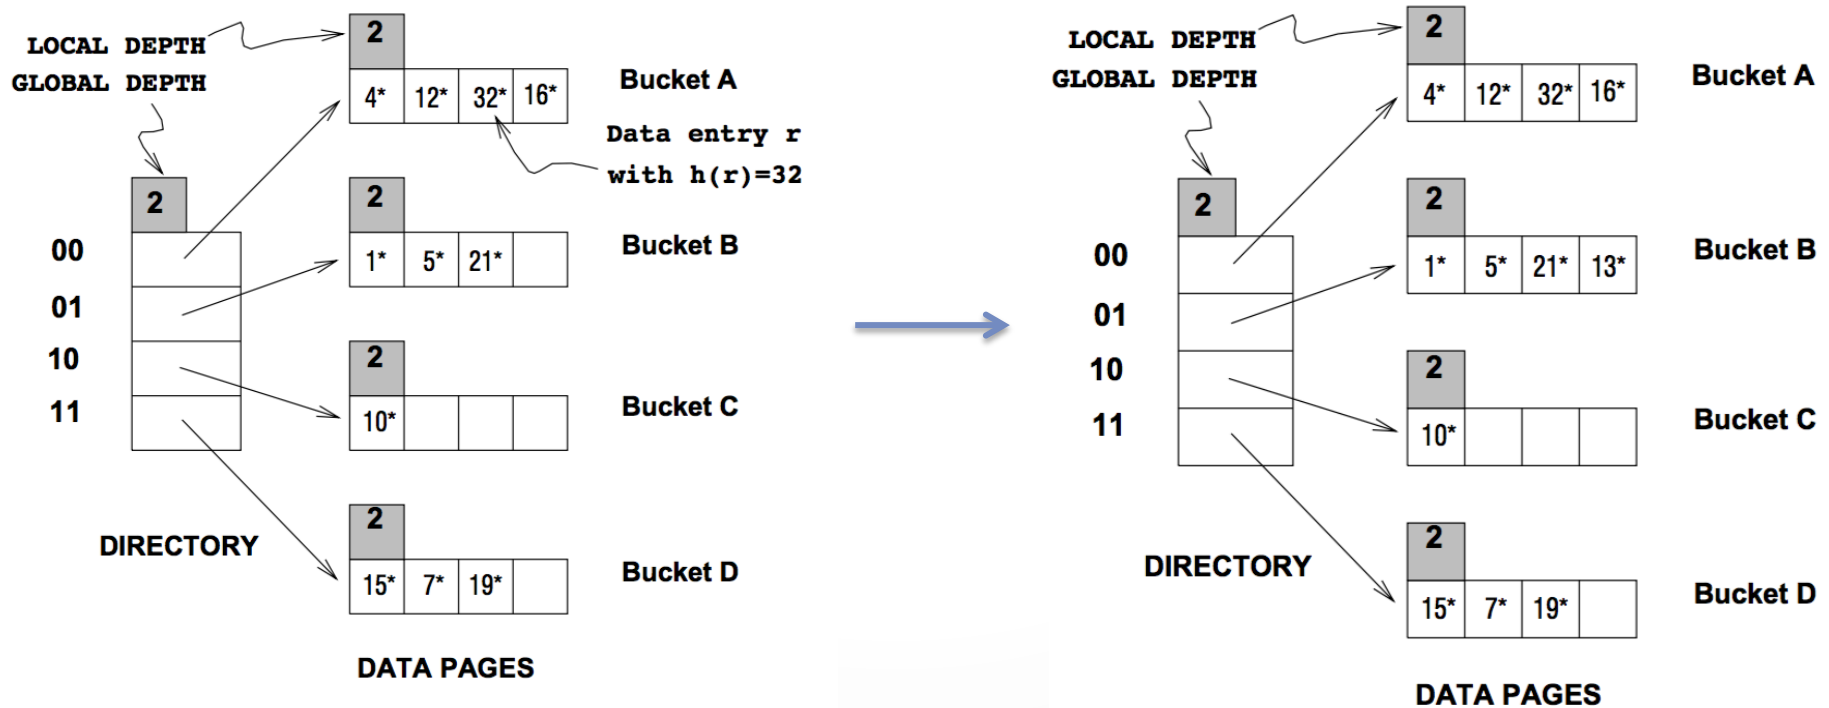 LOCAL DEPTH
GLOBAL DEPTH
2
4* 12* 32* 16*
Bucket A
Data entry r
with h(r)=32
2
00
01
10
11
2
1* 5* 21*
Bucket B
2
10*
Bucket C
DIRECTORY
2
15* 7* 19*
Bucket D
DATA PAGES
LOCAL DEPTH
GLOBAL DEPTH
2
4* 12* 32* 16*
Bucket A
2
00
01
10
11
2
1* 5* 21* 13*
Bucket B
2
10*
Bucket C
DIRECTORY
2
15* 7* 19*
Bucket D
DATA PAGES